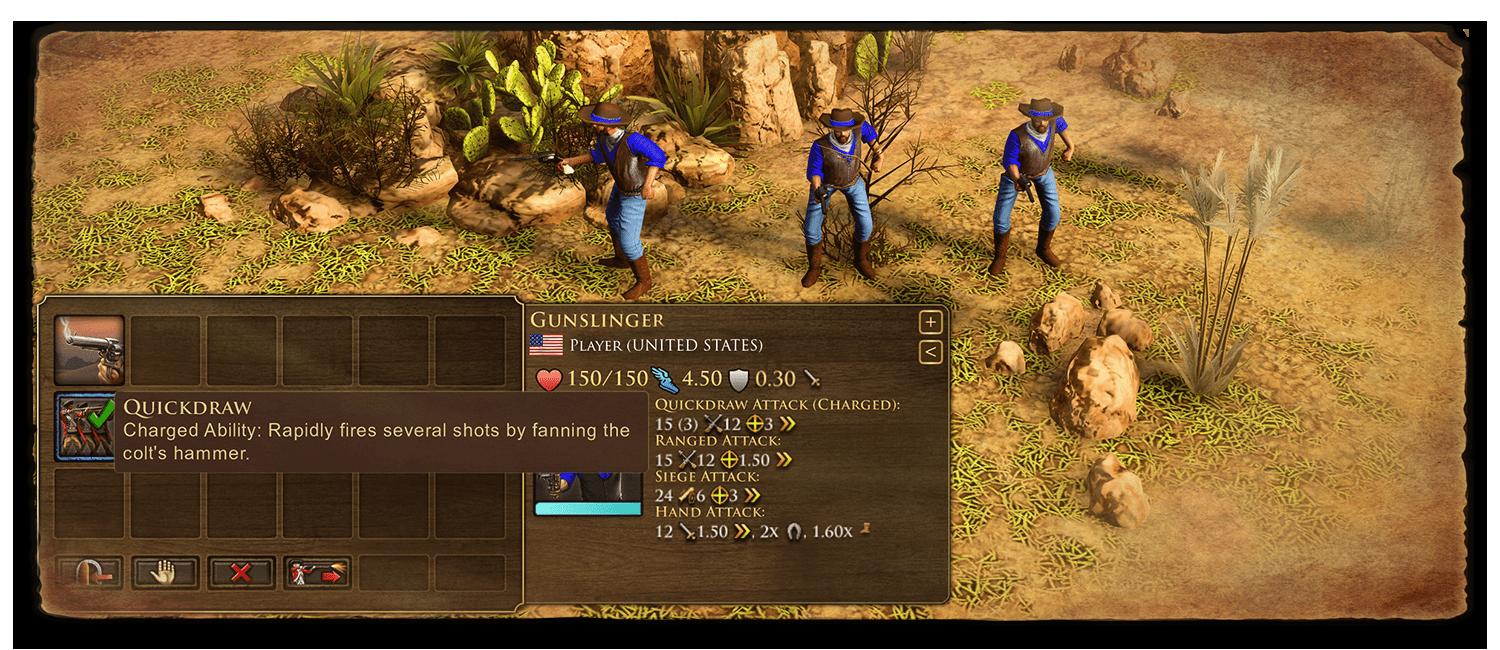 GUNSLINGER
PLAYER (UNITED STATES)
150/150 4.50 0.30
QUICKDRAW
Charged Ability: Rapidly fires several shots by fanning the
colt's hammer.
QUICKDRAW ATTACK (CHARGED):
15 (3) 12 3
RANGED ATTACK:
15 12 1.50
SIEGE ATTACK:
24 6 3
HAND ATTACK:
12 1.50 , 2X , 1.60X